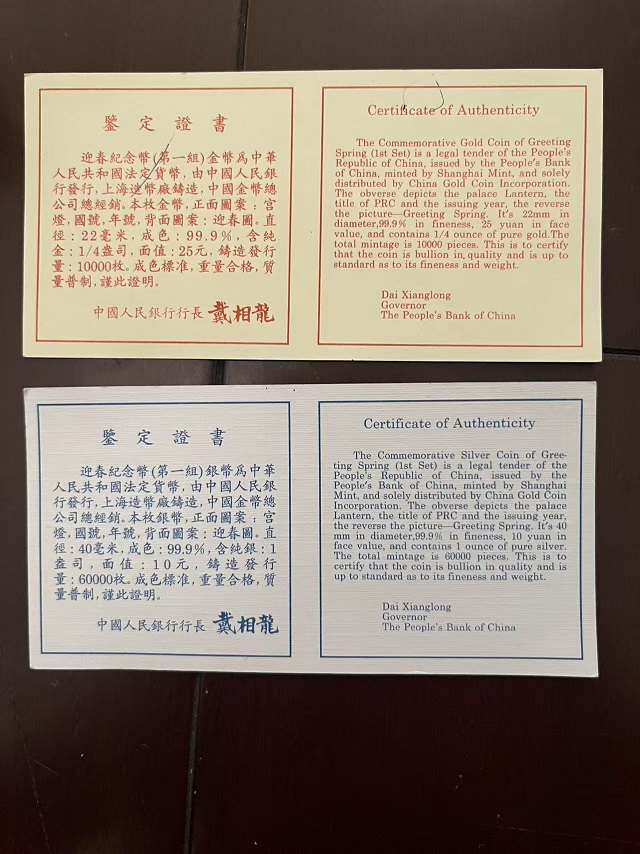 鑒定證書
迎春紀念幣(第一組)金幣爲中華
人民共和國法定貨幣，由中國人民銀
行發行，上海造幣廠鑄造，中國金幣總
公司總經銷。本枚金幣，正面圖案：宮
燈，國號，年號，背面圖案：迎春圖。直
徑：22毫米，成色：99.9%，含純
金：1/4盎司，面值：25元，鑄造發行
量：10000枚。成色標准，重量合格，質
量普制，謹此證明。
中國人民銀行行長 戴相龍
Certificate of Authenticity
The Commemorative Gold Coin of Greeting
Spring (1st Set) is a legal tender of the People's
Republic of China, issued by the People's Bank
of China, minted by Shanghai Mint, and solely
distributed by China Gold Coin Incorporation.
The obverse depicts the palace Lantern, the
title of PRC and the issuing year, the reverse
the picture—Greeting Spring. It's 22mm in
diameter,99.9% in fineness, 25 yuan in face
value, and contains 1/4 ounce of pure gold.The
total mintage is 10000 pieces. This is to certify
that the coin is bullion in quality and is up to
standard as to its fineness and weight.
Dai Xianglong
Governor
The People's Bank of China
鑒定證書
迎春紀念幣(第一組)銀幣爲中華
人民共和國法定貨幣，由中國人民銀
行發行，上海造幣廠鑄造，中國金幣總
公司總經銷。本枚銀幣，正面圖案：宮
燈，國號，年號，背面圖案：迎春圖。直
徑：40毫米，成色：99.9%，含純銀：1
盎司，面值：10元，鑄造發行
量：60000枚。成色標准，重量合格，質
量普制，謹此證明。
中國人民銀行行長 戴相龍
Certificate of Authenticity
The Commemorative Silver Coin of Gree-
ting Spring (1st Set) is a legal tender of the
People's Republic of China, issued by the
People's Bank of China, minted by Shanghai
Mint, and solely distributed by China Gold Coin
Incorporation. The obverse depicts the palace
Lantern, the title of PRC and the issuing year,
the reverse the picture—Greeting Spring. It's 40
mm in diameter,99.9% in fineness, 10 yuan in
face value, and contains 1 ounce of pure silver.
The total mintage is 60000 pieces. This is to
certify that the coin is bullion in quality and is
up to standard as to its fineness and weight.
Dai Xianglong
Governor
The People's Bank of China